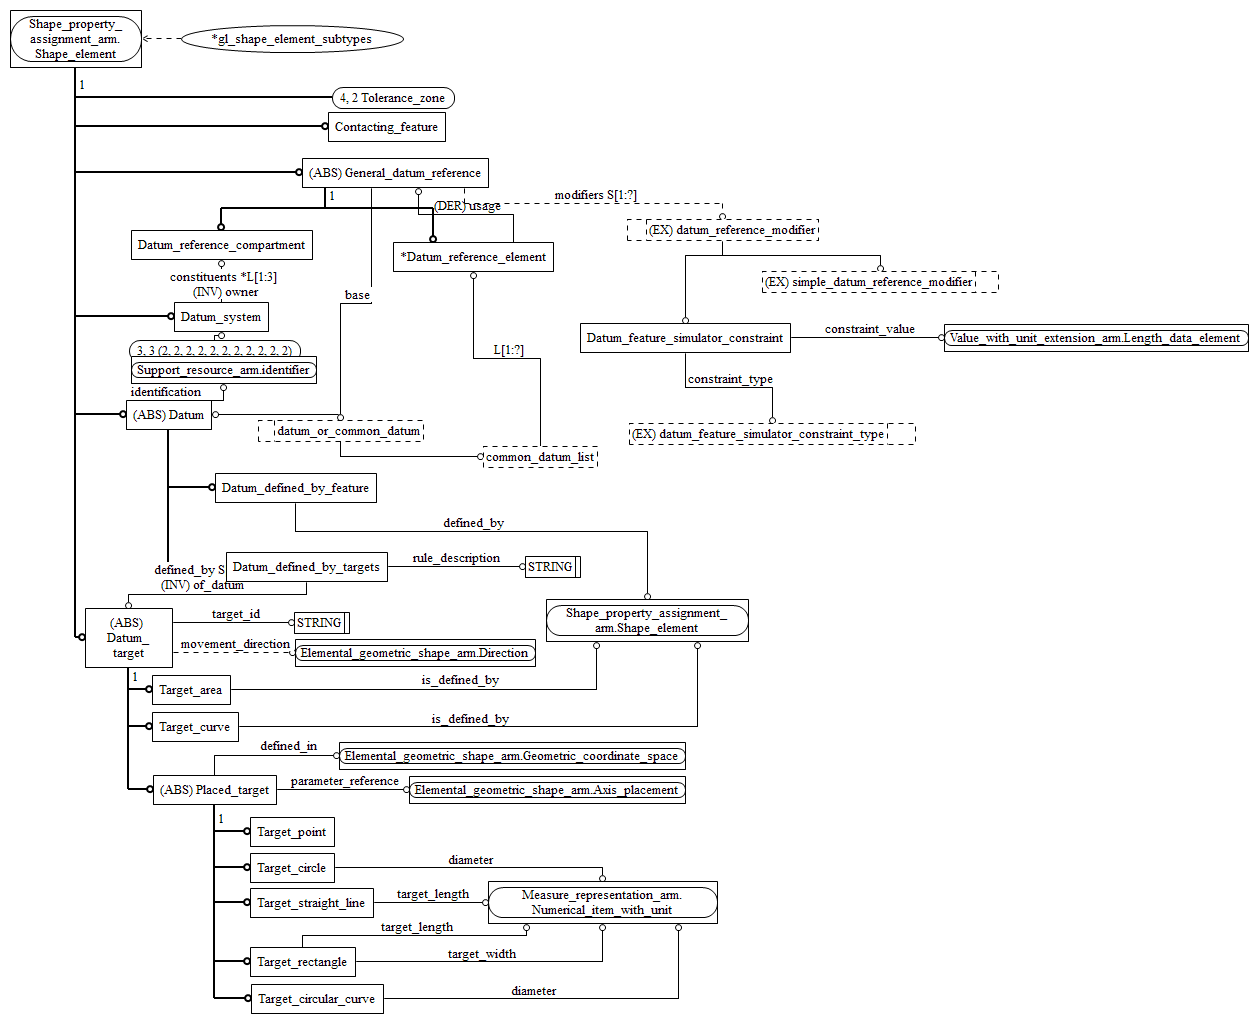 Shape_property_
assignment_arm.
Shape_element
*gl_shape_element_subtypes
1
4, 2 Tolerance_zone
Contacting_feature
(ABS) General_datum_reference
1
(DER) usage
modifiers S[1:?]
(EX) datum_reference_modifier
Datum_reference_compartment
*Datum_reference_element
constituents *L[1:3]
(INV) owner
(EX) simple_datum_reference_modifier
base
Datum_system
Datum_feature_simulator_constraint
constraint_value
Value_with_unit_extension_arm.Length_data_element
3, 3 (2, 2, 2, 2, 2, 2, 2, 2, 2, 2, 2)
L[1:?]
Support_resource_arm.identifier
constraint_type
identification
(ABS) Datum
datum_or_common_datum
(EX) datum_feature_simulator_constraint_type
common_datum_list
Datum_defined_by_feature
defined_by
defined_by S
(INV) of_datum
Datum_defined_by_targets
rule_description
STRING
(ABS)
Datum_
target
target_id
STRING
Shape_property_assignment_
arm.Shape_element
movement_direction
Elemental_geometric_shape_arm.Direction
1
Target_area
is_defined_by
Target_curve
is_defined_by
defined_in
Elemental_geometric_shape_arm.Geometric_coordinate_space
(ABS) Placed_target
parameter_reference
Elemental_geometric_shape_arm.Axis_placement
1
Target_point
Target_circle
diameter
Target_straight_line
target_length
Measure_representation_arm.
Numerical_item_with_unit
target_length
Target_rectangle
target_width
Target_circular_curve
diameter